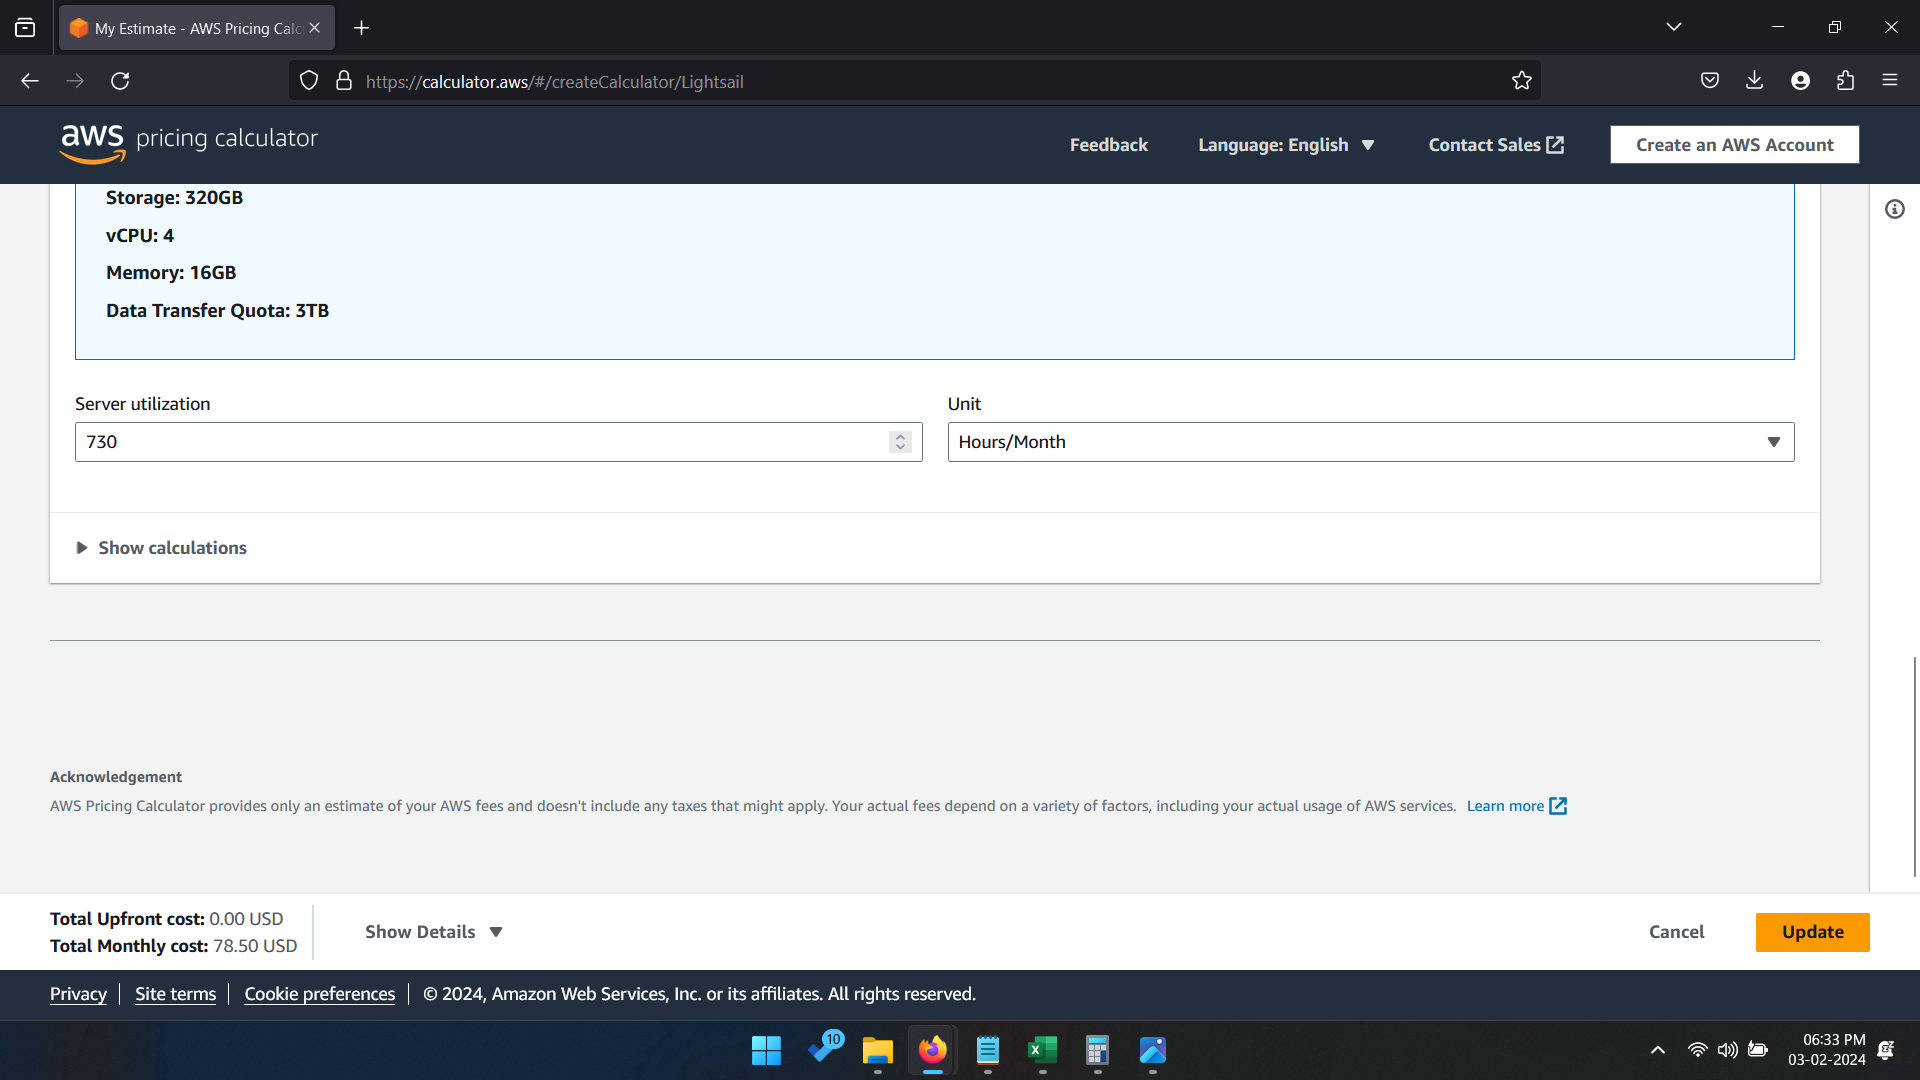 My Estimate - AWS Pricing Calc
https://calculator.aws/#/createCalculator/Lightsail
aws pricing calculator
Feedback
Language: English
Contact Sales
Create an AWS Account
Storage: 320GB
vCPU: 4
Memory: 16GB
Data Transfer Quota: 3TB
Server utilization
Unit
730
Hours/Month
Show calculations
Acknowledgement
AWS Pricing Calculator provides only an estimate of your AWS fees and doesn't include any taxes that might apply. Your actual fees depend on a variety of factors, including your actual usage of AWS services. Learn more
Total Upfront cost: 0.00 USD
Total Monthly cost: 78.50 USD
Show Details
Cancel
Update
Privacy
Site terms
Cookie preferences
© 2024, Amazon Web Services, Inc. or its affiliates. All rights reserved.
10
06:33 PM
03-02-2024